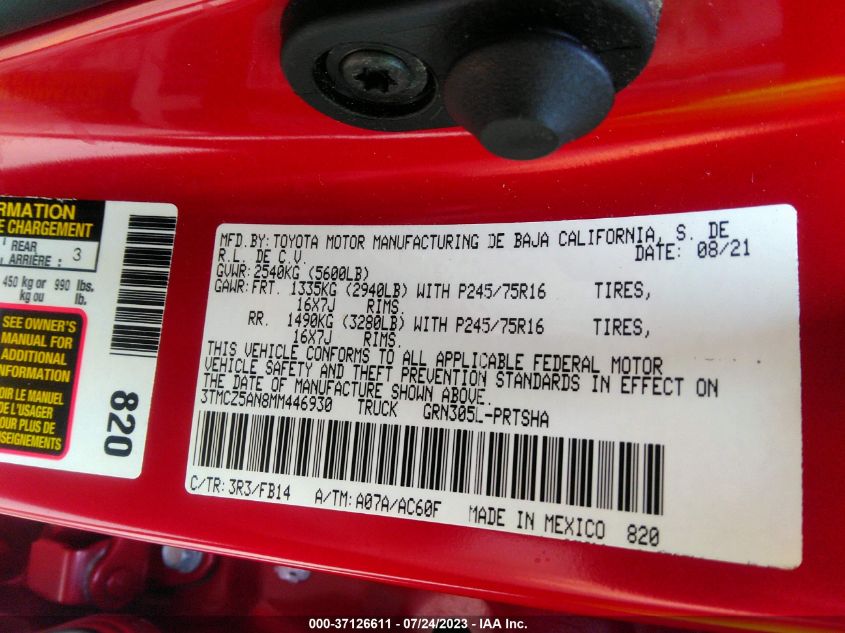 RMATION
E CHARGEMENT
REAR
ARRIÈRE :
3
450 kg or 990 lbs.
kg ou lb.
SEE OWNER'S
MANUAL FOR
ADDITIONAL
INFORMATION
OIR LE MANUEL
DE L'USAGER
OUR PLUS DE
SEIGNEMENTS
820
MFD.BY: TOYOTA MOTOR MANUFACTURING DE BAJA CALIFORNIA, S. DE
R.L. DE C.V. DATE: 08/21
GVWR: 2540KG (5600LB)
GAWR: FRT. 1335KG (2940LB) WITH P245/75R16 TIRES,
16X7J RIMS.
RR. 1490KG (3280LB) WITH P245/75R16 TIRES,
16X7J RIMS.
THIS VEHICLE CONFORMS TO ALL APPLICABLE FEDERAL MOTOR
VEHICLE SAFETY AND THEFT PREVENTION STANDARDS IN EFFECT ON
THE DATE OF MANUFACTURE SHOWN ABOVE.
3TMCZ5AN8MM446930 TRUCK GRN305L-PRTSHA
C/TR: 3R3/FB14 A/TM: A07A/AC60F MADE IN MEXICO 820
000-37126611 - 07/24/2023 - IAA Inc.